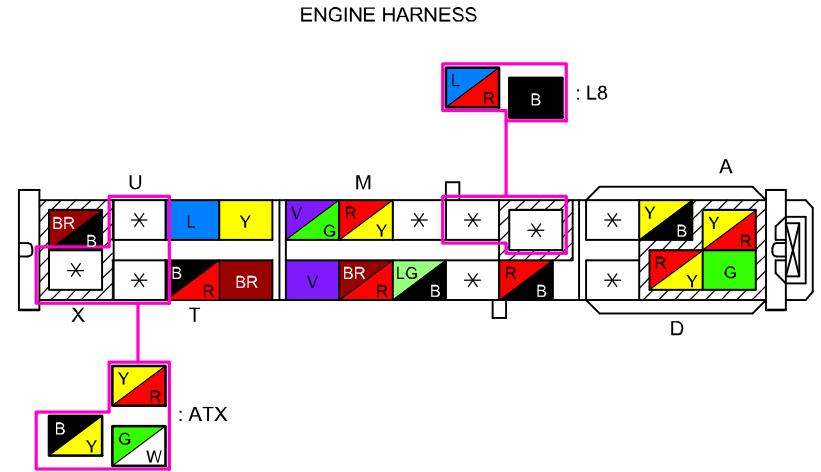 ENGINE HARNESS
L R B : L8
U M A
BR B * L Y V G R Y * * * * Y B Y R
* * B R BR V BR R LG B * R B * R Y G
X T D
Y R
: ATX
B Y G W